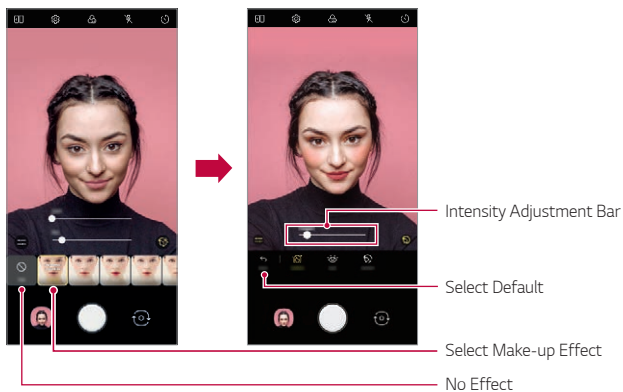 Intensity Adjustment Bar
Select Default
Select Make-up Effect
No Effect